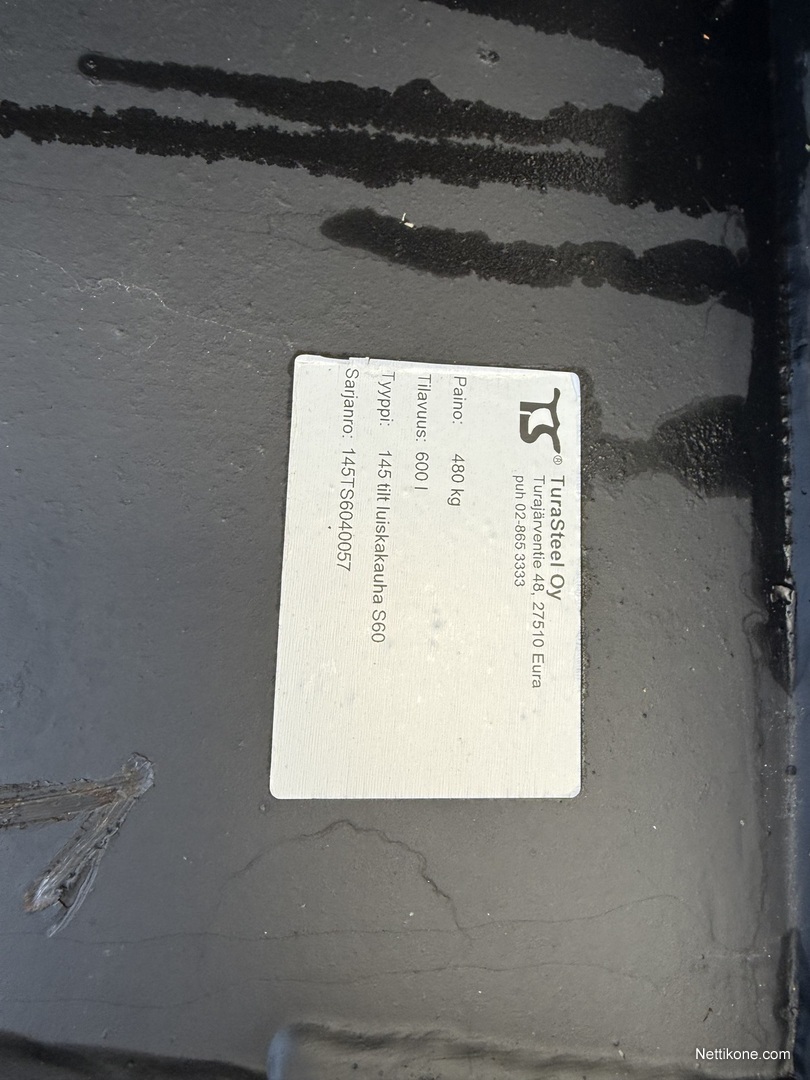 TS®
TuraSteel Oy
Turajärventie 48, 27510 Eura
puh 02-865 3333
Paino: 480 kg
Tilavuus: 600 l
Tyyppi: 145 tilt luiskakauha S60
Sarjanro: 145TS6040057
Nettikone.com